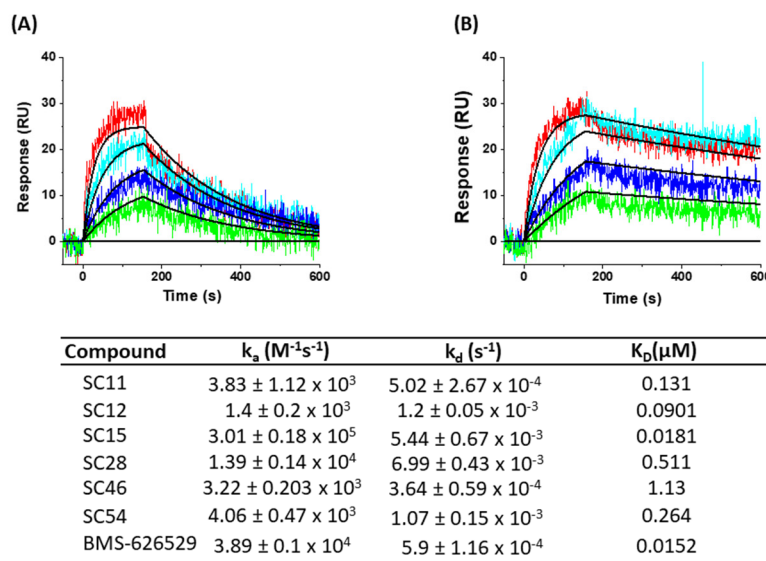 (A)
(B)
Response (RU)
40
30
20
10
0
0
200
400
600
Time (s)
Response (RU)
40
30
20
10
0
0
200
400
600
Time (s)
Compound kₐ (M⁻¹s⁻¹) k_d (s⁻¹) K_D(µM)
SC11 3.83 ± 1.12 x 10³ 5.02 ± 2.67 x 10⁻⁴ 0.131
SC12 1.4 ± 0.2 x 10³ 1.2 ± 0.05 x 10⁻³ 0.0901
SC15 3.01 ± 0.18 x 10⁵ 5.44 ± 0.67 x 10⁻³ 0.0181
SC28 1.39 ± 0.14 x 10⁴ 6.99 ± 0.43 x 10⁻³ 0.511
SC46 3.22 ± 0.203 x 10³ 3.64 ± 0.59 x 10⁻⁴ 1.13
SC54 4.06 ± 0.47 x 10³ 1.07 ± 0.15 x 10⁻³ 0.264
BMS-626529 3.89 ± 0.1 x 10⁴ 5.9 ± 1.16 x 10⁻⁴ 0.0152